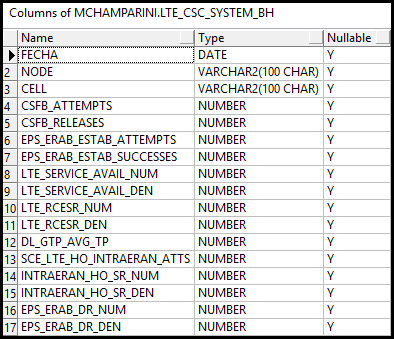 Columns of MCHAMPARINI.LTE_CSC_SYSTEM_BH
Name Type Nullable
FECHA DATE Y
2 NODE VARCHAR2(100 CHAR) Y
3 CELL VARCHAR2(100 CHAR) Y
4 CSFB_ATTEMPTS NUMBER Y
5 CSFB_RELEASES NUMBER Y
6 EPS_ERAB_ESTAB_ATTEMPTS NUMBER Y
7 EPS_ERAB_ESTAB_SUCCESSES NUMBER Y
8 LTE_SERVICE_AVAIL_NUM NUMBER Y
9 LTE_SERVICE_AVAIL_DEN NUMBER Y
10 LTE_RCESR_NUM NUMBER Y
11 LTE_RCESR_DEN NUMBER Y
12 DL_GTP_AVG_TP NUMBER Y
13 SCE_LTE_HO_INTRAERAN_ATTS NUMBER Y
14 INTRAERAN_HO_SR_NUM NUMBER Y
15 INTRAERAN_HO_SR_DEN NUMBER Y
16 EPS_ERAB_DR_NUM NUMBER Y
17 EPS_ERAB_DR_DEN NUMBER Y